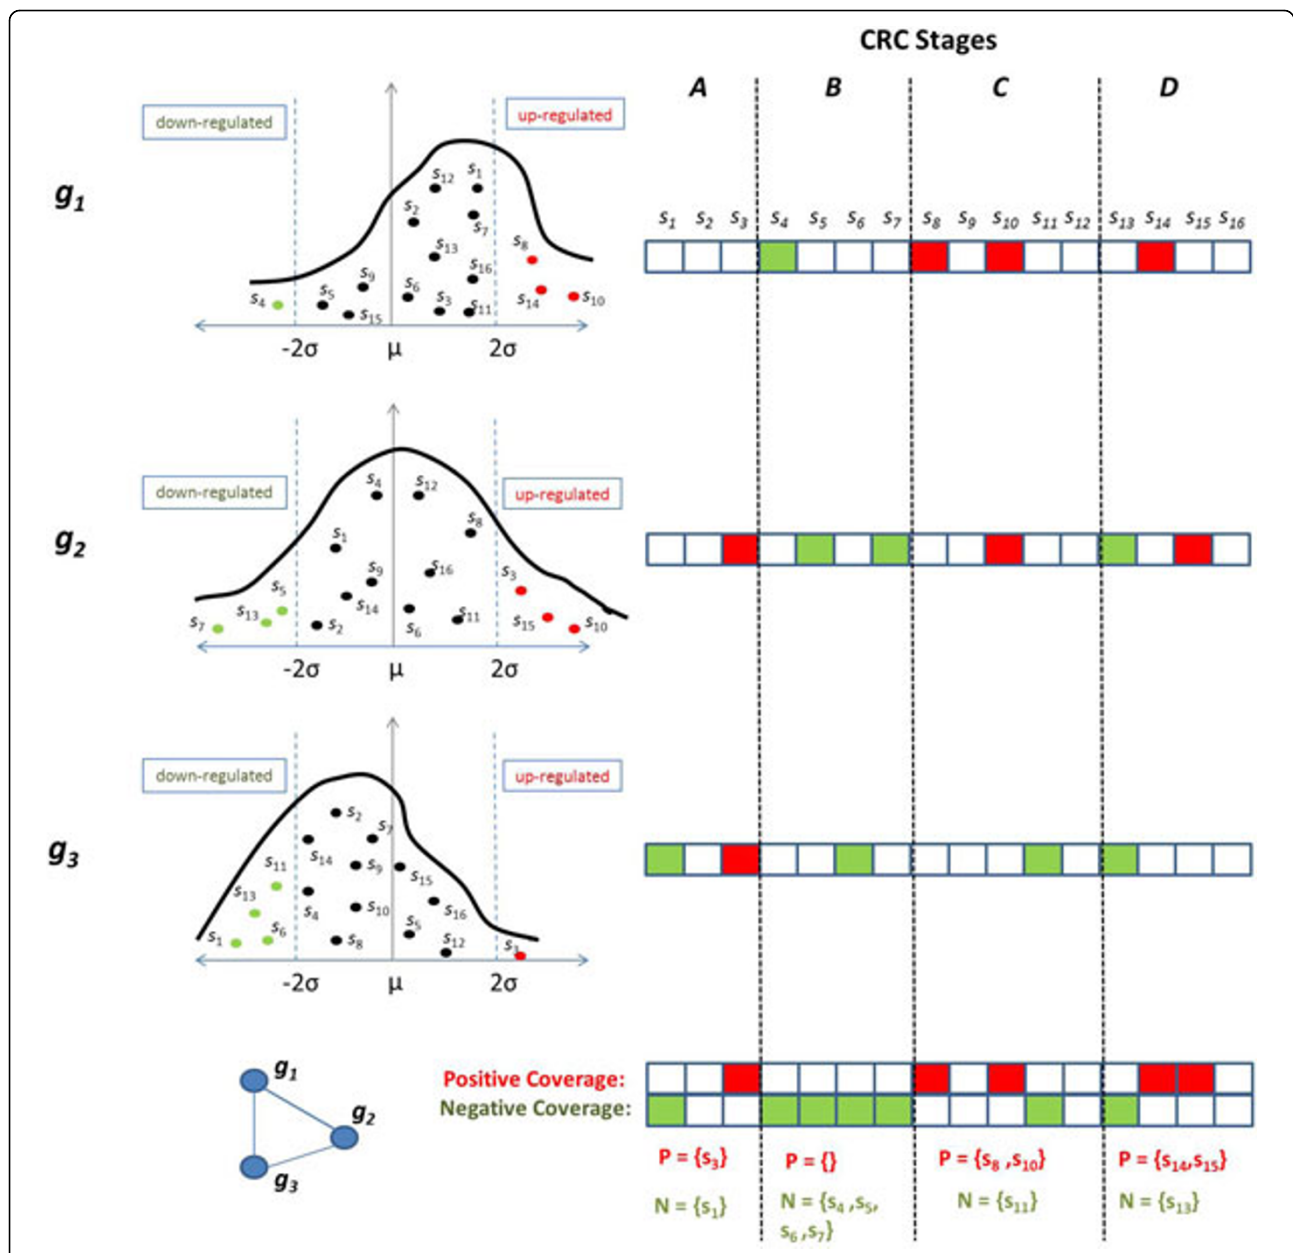 CRC Stages
A B C D
down-regulated
up-regulated
g1
s12 s1
s2
s7
s13
s8
s16
s9
s6
s4
s5
s3
s14
s10
s15
s11
-2σ μ 2σ
s1 s2 s3 s4 s5 s6 s7 s8 s9 s10 s11 s12 s13 s14 s15 s16
g2
down-regulated
up-regulated
s4 s12
s8
s1
s9 s16 s3
s5
s14
s13
s7
s2
s6
s11
s15
s10
-2σ μ 2σ
g3
down-regulated
up-regulated
s2
s7
s14
s11
s9
s15
s13
s4
s10
s16
s1
s6
s8
s5
s12
s3
-2σ μ 2σ
g1
g2
g3
Positive Coverage:
Negative Coverage:
P = {s3} P = {} P = {s8 ,s10} P = {s14,s15}
N = {s1} N = {s4 ,s5, N = {s11} N = {s13}
s6 ,s7}